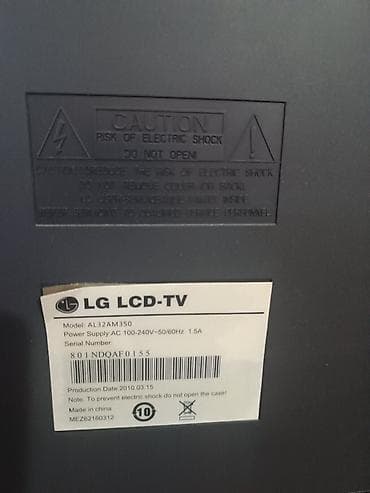 CAUTION
RISK OF ELECTRIC SHOCK
DO NOT OPEN!
CAUTION: REDUCE THE RISK OF ELECTRIC SHOCK
DO NOT REMOVE COVER OR BACK.
LG LCD-TV
Model: AL32AM350
Power Supply:AC 100-240V~50/60Hz 1.5A
Serial Number:
801NDQAF0155
Production Date:2010.03.15
Note: To prevent electric shock do not open the case!
Made in china
10
MEZ62160312